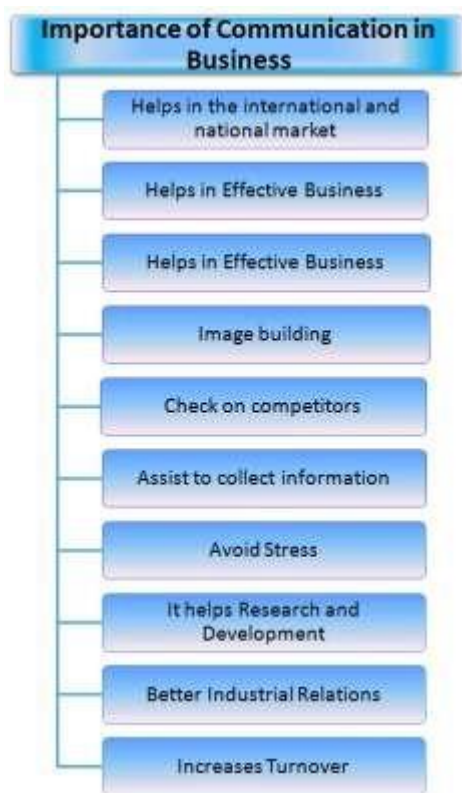 Importance of Communication in
Business
Helps in the international and
national market
Helps in Effective Business
Helps in Effective Business
Image building
Check on competitors
Assist to collect information
Avoid Stress
It helps Research and
Development
Better Industrial Relations
Increases Turnover